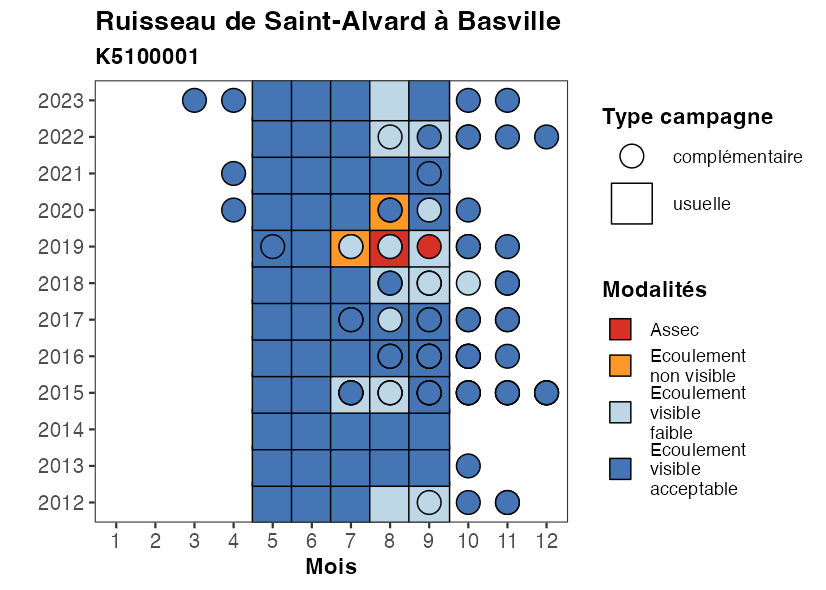 Ruisseau de Saint-Alvard à Basville
K5100001
2023
2022
2021
2020
2019
2018
2017
2016
2015
2014
2013
2012
1 2 3 4 5 6 7 8 9 10 11 12
Mois
Type campagne
complémentaire
usuelle
Modalités
Assec
Ecoulement
non visible
Ecoulement
visible
faible
Ecoulement
visible
acceptable